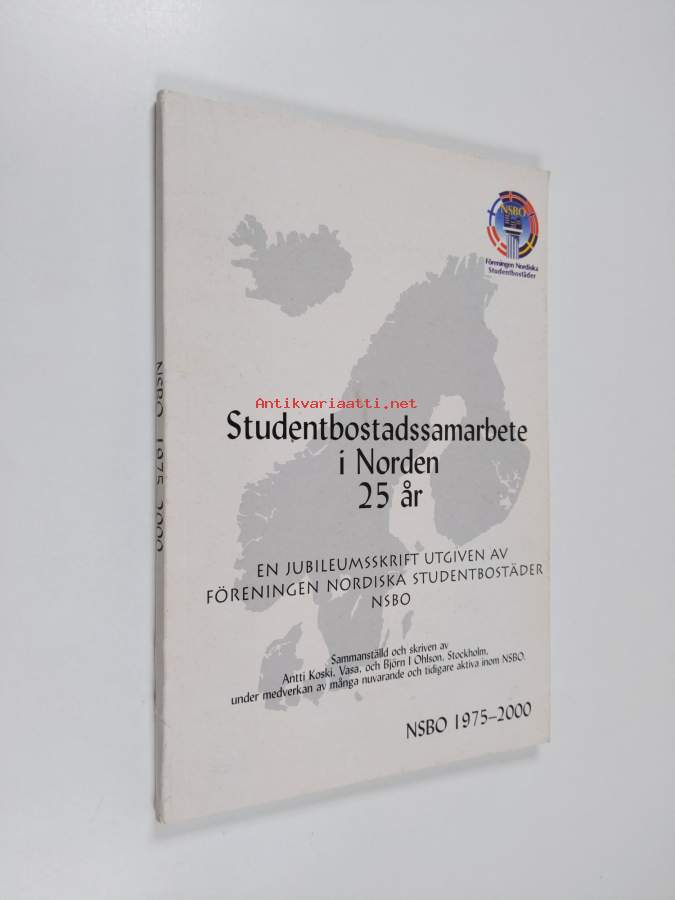 NSBO
Föreningen Nordiska
Studentbostäder
Antikvariaatti.net
Studentbostadssamarbete
i Norden
25 år
EN JUBILEUMSSKRIFT UTGIVEN AV
FÖRENINGEN NORDISKA STUDENTBOSTÄDER
NSBO
Sammanställd och skriven av
Antti Koski, Vasa, och Björn I Ohlson, Stockholm,
under medverkan av många nuvarande och tidigare aktiva inom NSBO.
NSBO 1975–2000
NSBO 1975-2000